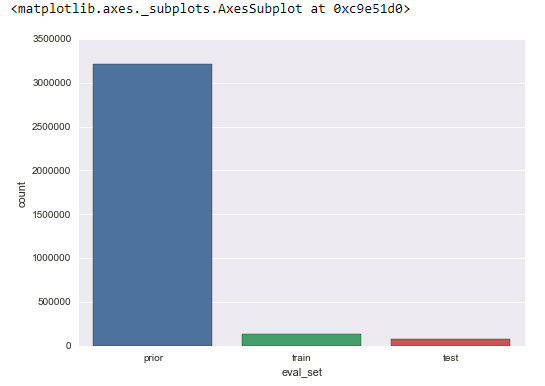 <matplotlib.axes._subplots.AxesSubplot at 0xc9e51d0>
3500000
3000000
2500000
2000000
1500000
1000000
500000
0
count
prior train test
eval_set